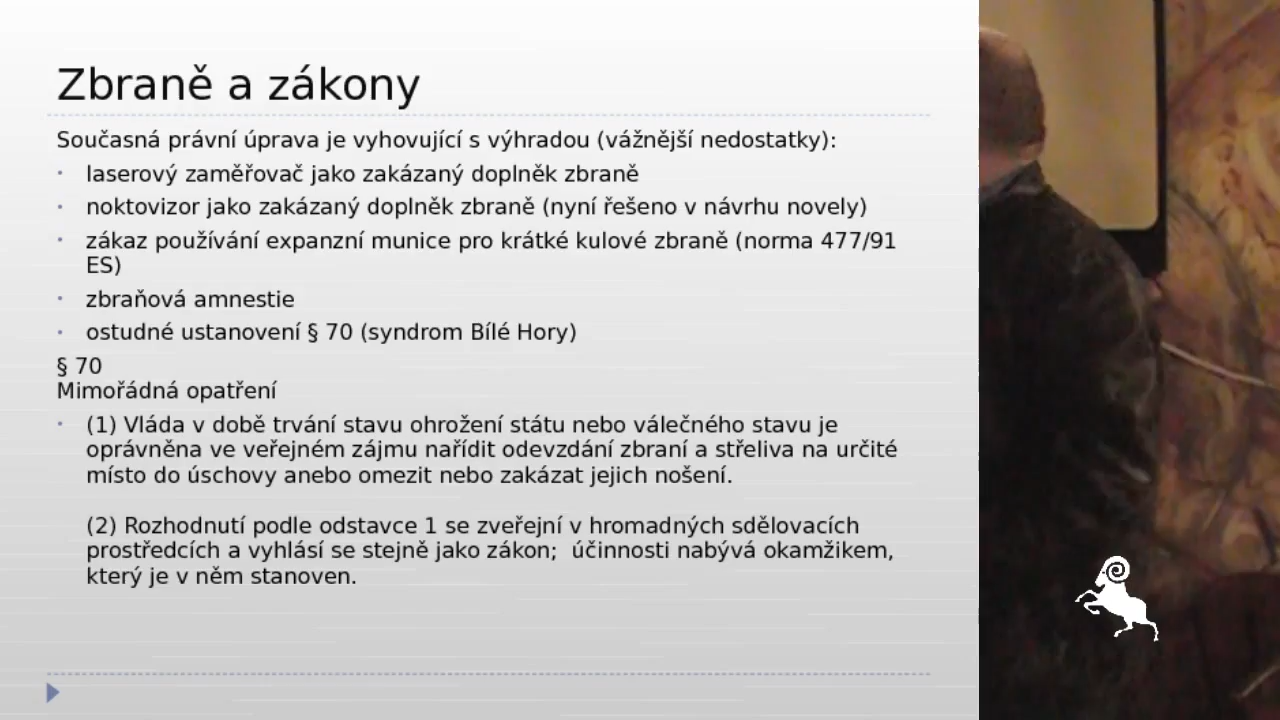 Zbraně a zákony
Současná právní úprava je vyhovující s výhradou (vážnější nedostatky):
· laserový zaměřovač jako zakázaný doplněk zbraně
· noktovizor jako zakázaný doplněk zbraně (nyní řešeno v návrhu novely)
· zákaz používání expanzní munice pro krátké kulové zbraně (norma 477/91
ES)
· zbraňová amnestie
· ostudné ustanovení § 70 (syndrom Bílé Hory)
§ 70
Mimořádná opatření
· (1) Vláda v době trvání stavu ohrožení státu nebo válečného stavu je
oprávněna ve veřejném zájmu nařídit odevzdání zbraní a střeliva na určité
místo do úschovy anebo omezit nebo zakázat jejich nošení.
(2) Rozhodnutí podle odstavce 1 se zveřejní v hromadných sdělovacích
prostředcích a vyhlásí se stejně jako zákon;  účinnosti nabývá okamžikem,
který je v něm stanoven.